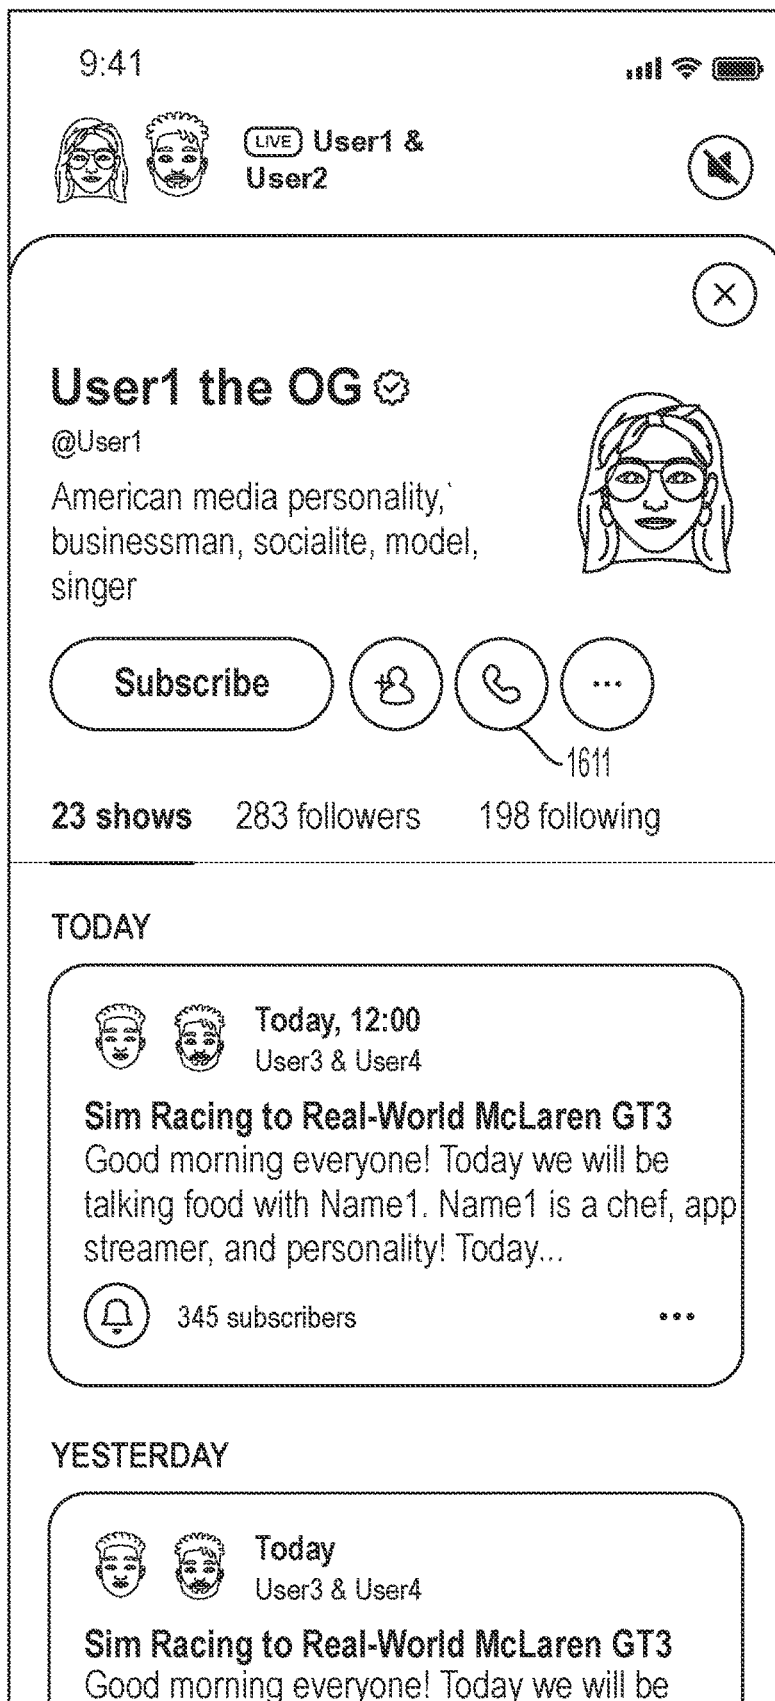 9:41
LIVE User1 &
User2
User1 the OG
@User1
American media personality,`
businessman, socialite, model,
singer
Subscribe
1611
23 shows 283 followers 198 following
TODAY
Today, 12:00
User3 & User4
Sim Racing to Real-World McLaren GT3
Good morning everyone! Today we will be
talking food with Name1. Name1 is a chef, app
streamer, and personality! Today...
345 subscribers
YESTERDAY
Today
User3 & User4
Sim Racing to Real-World McLaren GT3
Good morning everyone! Today we will be